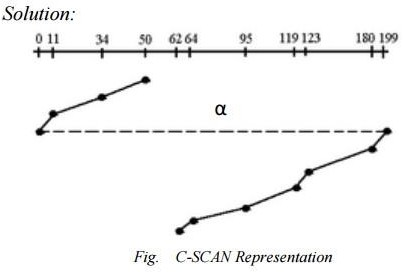 Solution:
0 11 34 50 62 64 95 119 123 180 199
α
Fig. C-SCAN Representation